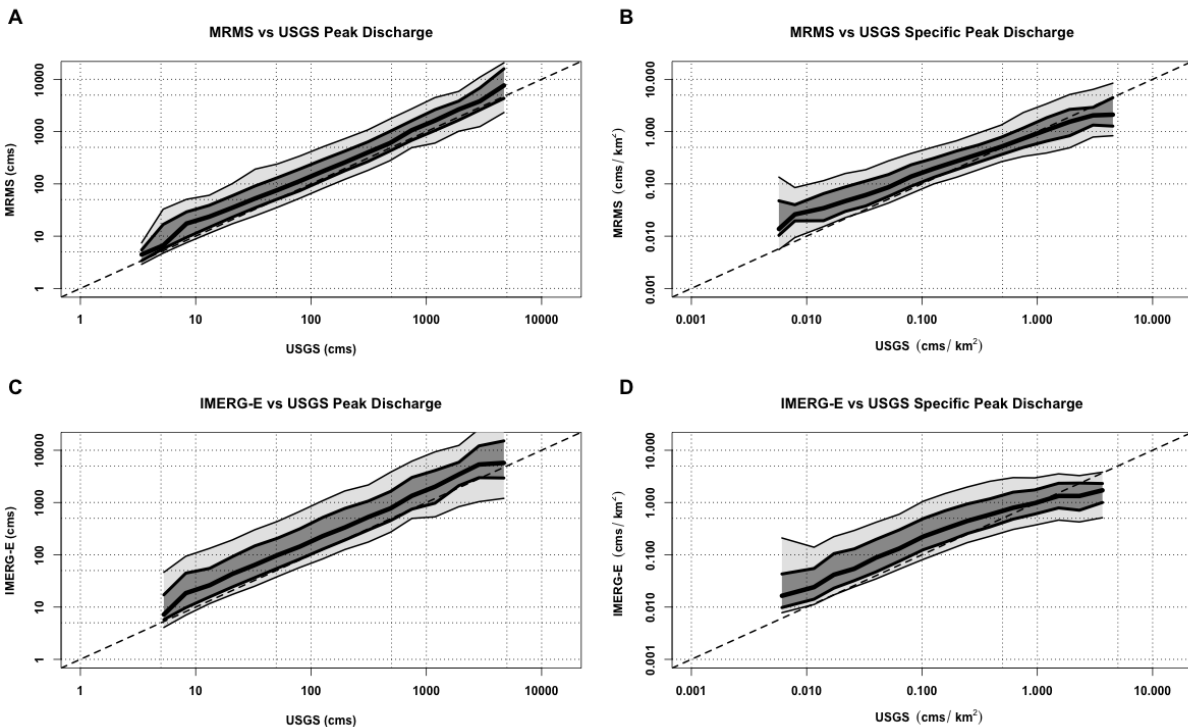 A
MRMS vs USGS Peak Discharge
MRMS (cms)
10000
1000
100
10
1
1 10 100 1000 10000
USGS (cms)
B
MRMS vs USGS Specific Peak Discharge
MRMS (cms / km²)
10.000
1.000
0.100
0.010
0.001
0.001 0.010 0.100 1.000 10.000
USGS (cms / km²)
C
IMERG-E vs USGS Peak Discharge
IMERG-E (cms)
10000
1000
100
10
1
1 10 100 1000 10000
USGS (cms)
D
IMERG-E vs USGS Specific Peak Discharge
IMERG-E (cms / km²)
10.000
1.000
0.100
0.010
0.001
0.001 0.010 0.100 1.000 10.000
USGS (cms / km²)